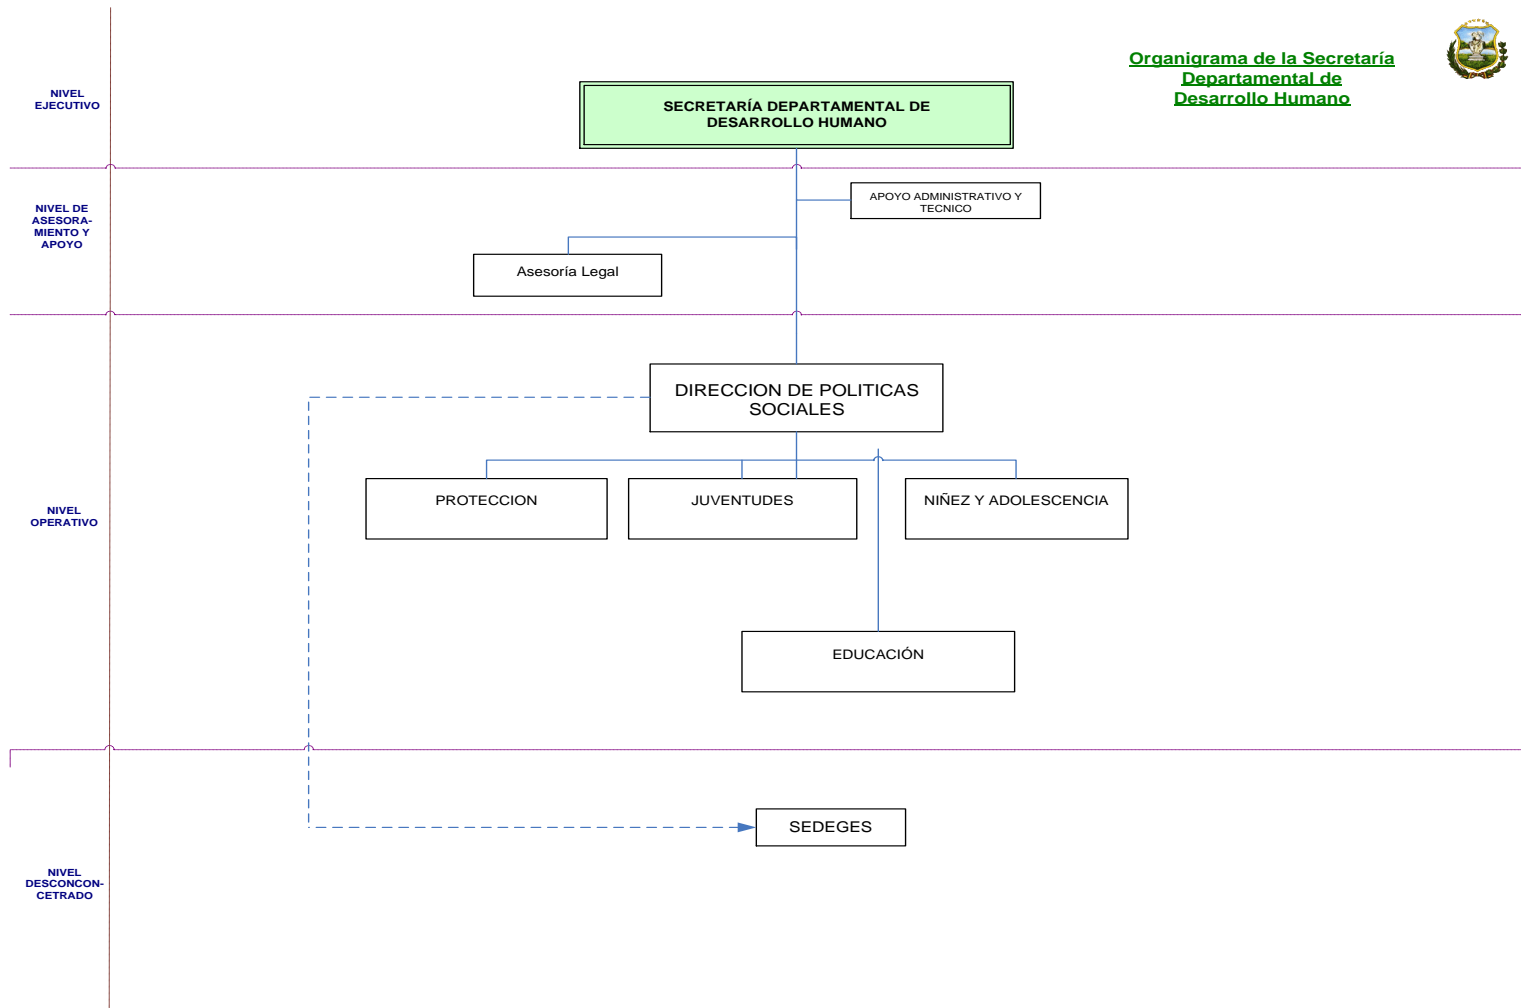 Organigrama de la Secretaría
Departamental de
Desarrollo Humano
NIVEL
EJECUTIVO
SECRETARÍA DEPARTAMENTAL DE
DESARROLLO HUMANO
NIVEL DE
ASESORA-
MIENTO Y
APOYO
APOYO ADMINISTRATIVO Y
TECNICO
Asesoría Legal
DIRECCION DE POLITICAS
SOCIALES
NIVEL
OPERATIVO
PROTECCION
JUVENTUDES
NIÑEZ Y ADOLESCENCIA
EDUCACIÓN
SEDEGES
NIVEL
DESCONCON-
CETRADO